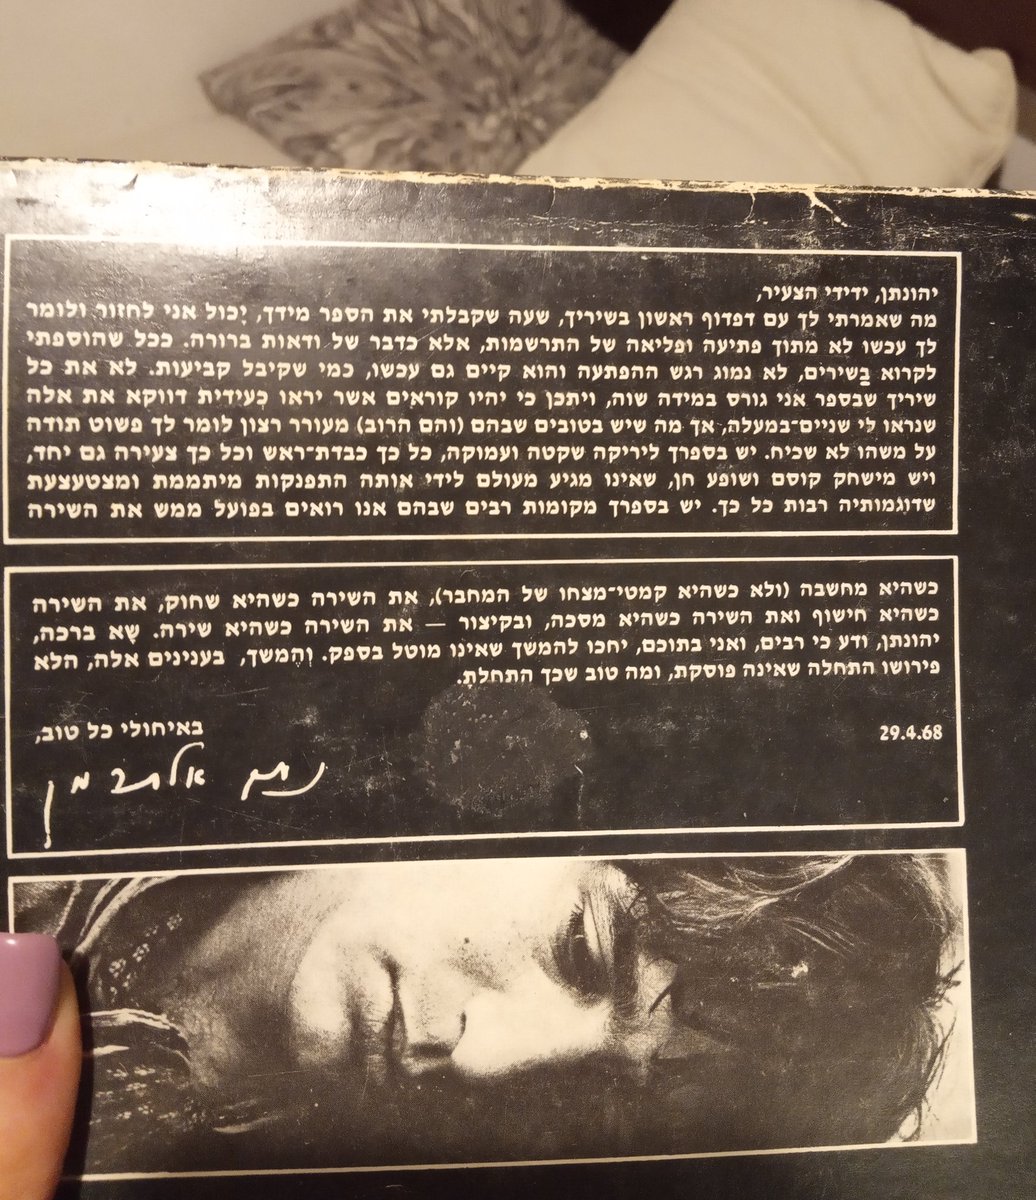 יהונתן, ידידי הצעיר,
מה שאמרתי לך עם דפדוף ראשון בשיריך, שעה שקבלתי את הספר מידך, יָכול אני לחזור ולומר
לך עכשו לא מתוך פתיעה ופליאה של התרשמות, אלא כדבר של ודאות ברורה. ככל שהוספתי
לקרוא בַּשירים, לא נמוג רגש ההפתעה והוא קיים גם עכשו, כמי שקיבל קביעות. לא את כל
שיריך שבספר אני גורס במידה שוה, ויתכן כי יהיו קוראים אשר יראו כְּעידית דווקא את אלה
שנראו לי שניים־במעלה, אך מה שיש בטובים שבהם (והם הרוב) מעורר רצון לומר לך פשוט תודה
על משהו לא שכיח. יש בספרך ליריקה שקטה ועמוקה, כל כך כבדת־ראש וכל כך צעירה גם יחד,
ויש מישחק קוסם ושופע חן, שאינו מגיע מעולם לידי אותה התפנקות מיתממת ומצטעצעת
שדוגמותיה רבות כל כך. יש בספרך מקומות רבים שבהם אנו רואים בפועל ממש את השירה
כשהיא מחשבה (ולא כשהיא קמטי־מצחו של המחבר), את השירה כשהיא שחוק, את השירה
כשהיא חישוף ואת השירה כשהיא מסכה, ובקיצור — את השירה כשהיא שירה. שָׂא ברכה,
יהונתן, ודע כי רבים, ואני בתוכם, יחכו להמשך שאינו מוטל בספק. וְהֶמשך, בענינים אלה, הלא
פירושו התחלה שאינה פוסקת, ומה טוב שכך התחלתָ.
באיחולי כל טוב,
29.4.68
נתן אלתרמן